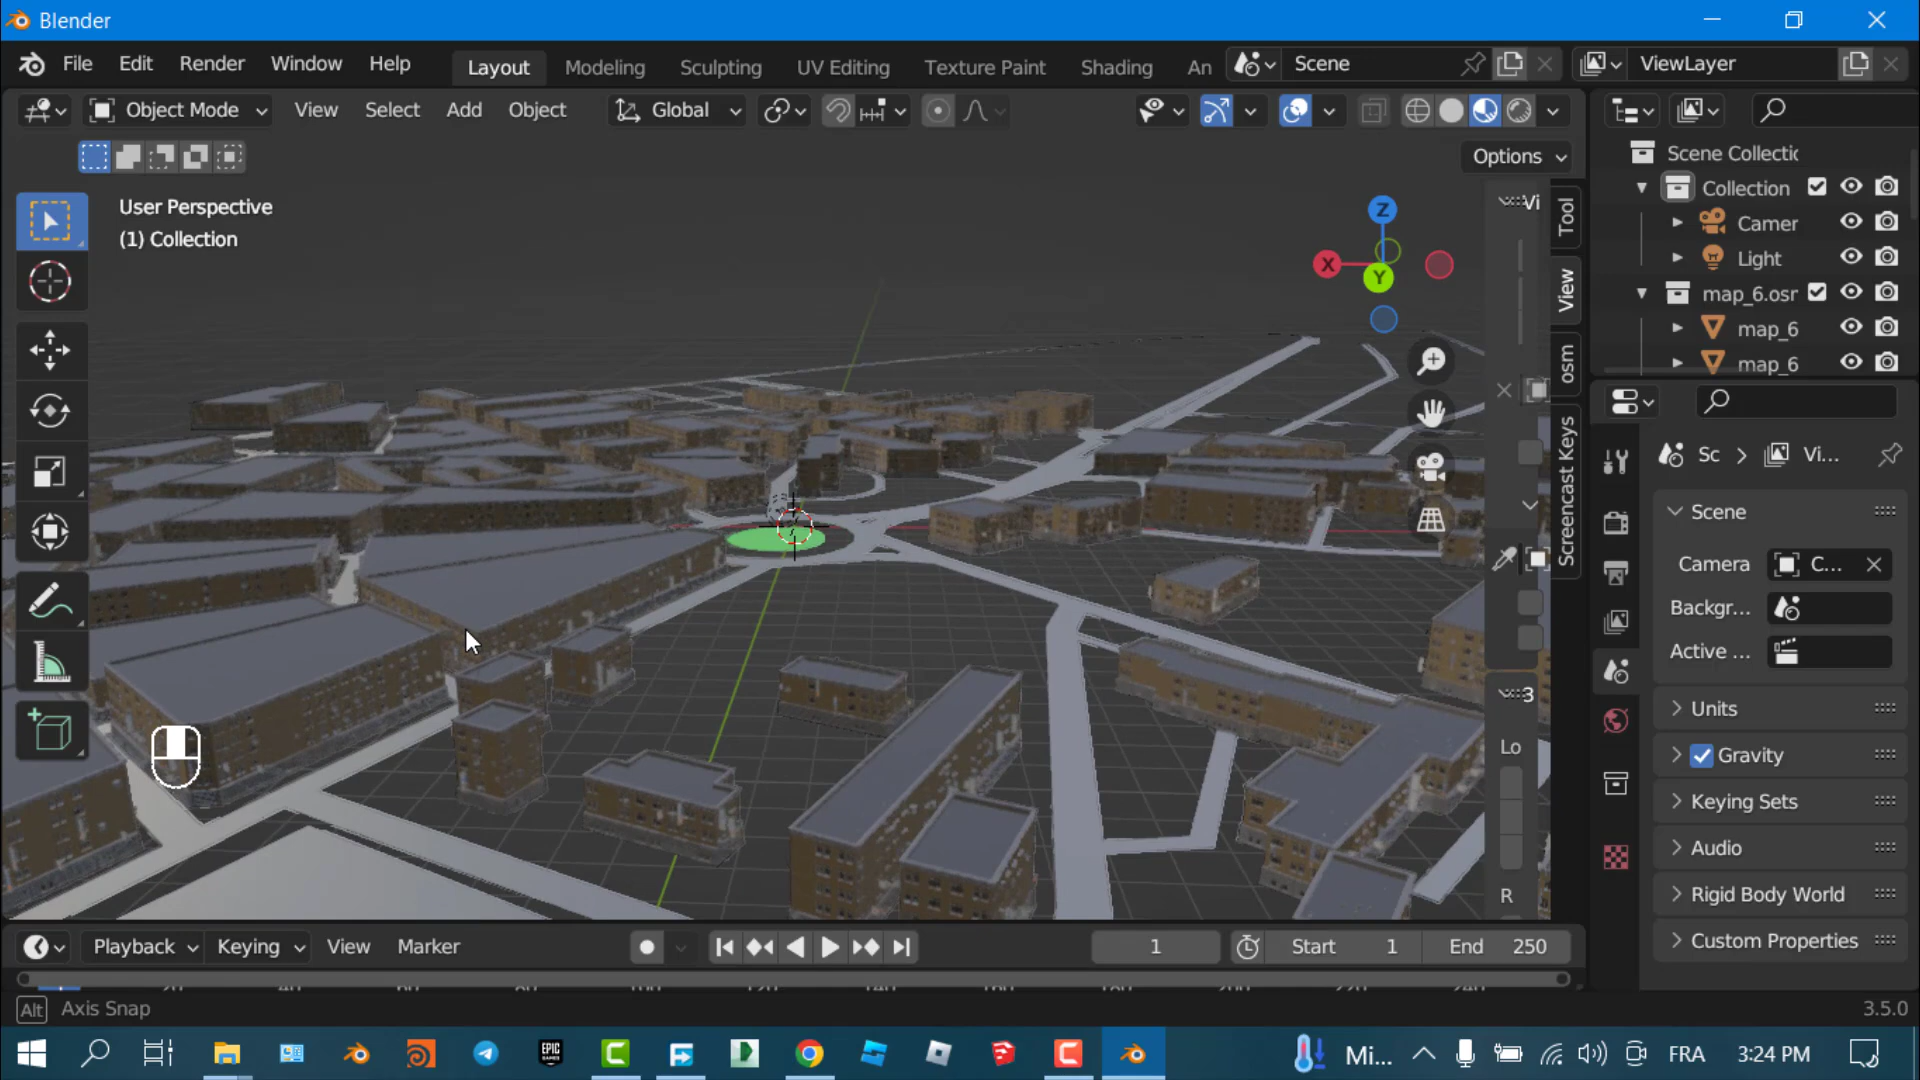 Blender
File Edit Render Window Help Layout Modeling Sculpting UV Editing Texture Paint Shading An Scene ViewLayer
Object Mode View Select Add Object Global
Options
User Perspective
(1) Collection
Z
X
Y
Vi
Tool
View
osm
Screencast Keys
3
Lo
R
Scene Collectic
Collection
Camer
Light
map_6.osr
map_6
map_6
Sc > Vi...
Scene
Camera C...
Backgr...
Active ...
Units
Gravity
Keying Sets
Audio
Rigid Body World
Custom Properties
Playback Keying View Marker 1 Start 1 End 250
Alt Axis Snap 3.5.0
EPIC Mi... FRA 3:24 PM